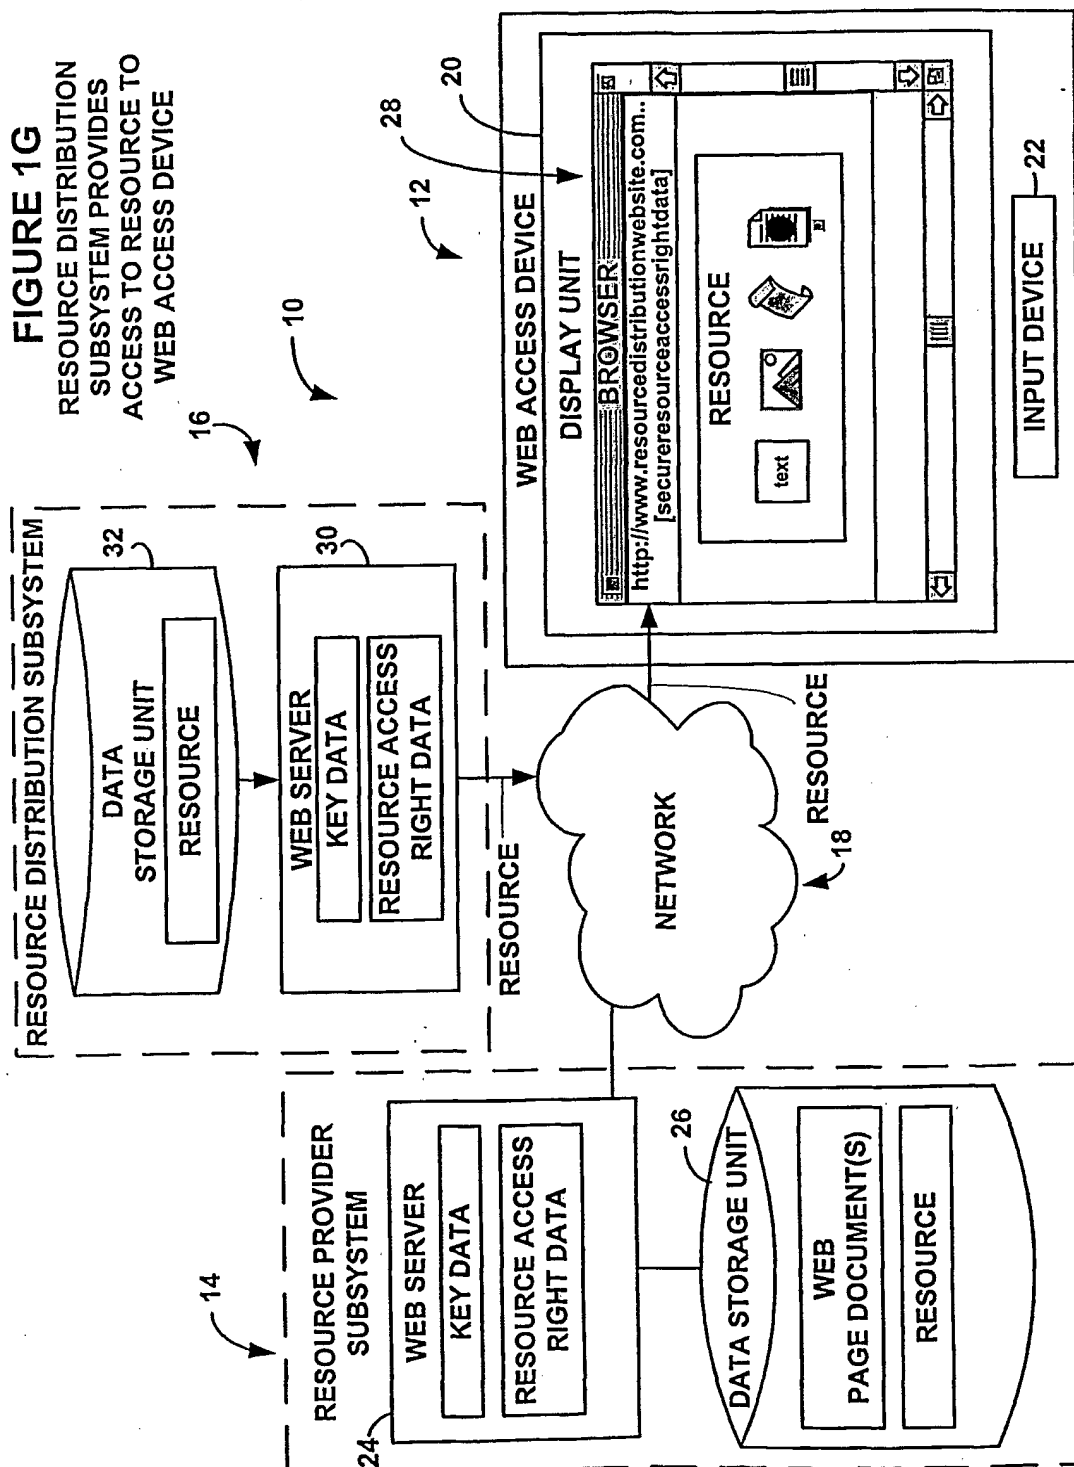 FIGURE 1G
RESOURCE DISTRIBUTION
SUBSYSTEM PROVIDES
ACCESS TO RESOURCE TO
WEB ACCESS DEVICE
10
12
14
16
RESOURCE PROVIDER
SUBSYSTEM
24
WEB SERVER
KEY DATA
RESOURCE ACCESS
RIGHT DATA
DATA STORAGE UNIT
26
WEB
PAGE DOCUMENT(S)
RESOURCE
RESOURCE DISTRIBUTION SUBSYSTEM
32
DATA
STORAGE UNIT
RESOURCE
30
WEB SERVER
KEY DATA
RESOURCE ACCESS
RIGHT DATA
RESOURCE
NETWORK
18
RESOURCE
WEB ACCESS DEVICE
20
DISPLAY UNIT
28
BROWSER
http://www.resourcedistributionwebsite.com..
[secureresourceaccessrightdata]
RESOURCE
text
INPUT DEVICE
22